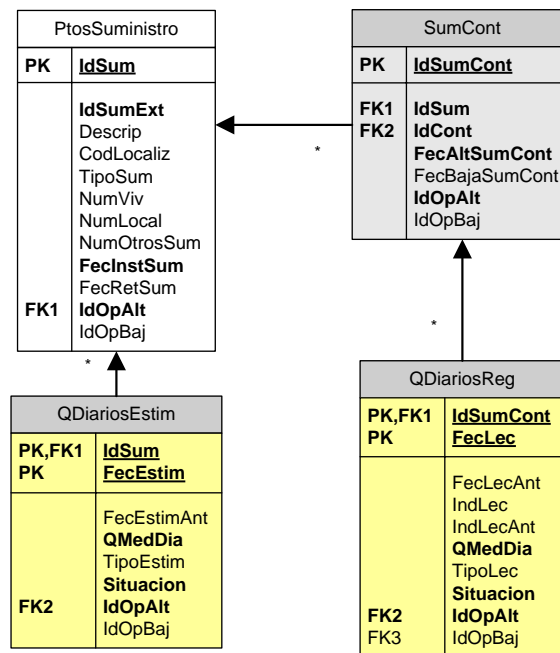 PtosSuministro
PK IdSum
IdSumExt
Descrip
CodLocaliz
TipoSum
NumViv
NumLocal
NumOtrosSum
FecInstSum
FecRetSum
FK1 IdOpAlt
IdOpBaj
*
SumCont
PK IdSumCont
FK1 IdSum
FK2 IdCont
FecAltSumCont
FecBajaSumCont
IdOpAlt
IdOpBaj
*
*
QDiariosEstim
PK,FK1 IdSum
PK FecEstim
FecEstimAnt
QMedDia
TipoEstim
Situacion
FK2 IdOpAlt
IdOpBaj
QDiariosReg
PK,FK1 IdSumCont
PK FecLec
FecLecAnt
IndLec
IndLecAnt
QMedDia
TipoLec
Situacion
FK2 IdOpAlt
FK3 IdOpBaj